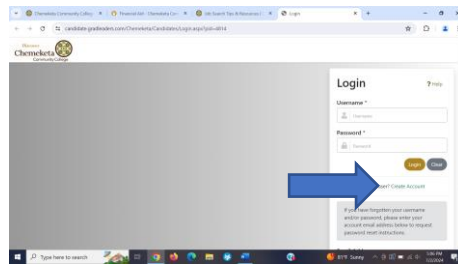 Chemeketa Community College
Financial Aid - Chemeketa Co
Job Search Tips & Resources
Login
candidate.gradleaders.com/Chemeketa/Candidates/Login.aspx?pid=4814
Chemeketa
Community College
Login
? Help
Username *
Username
Password *
Password
Login Clear
Create Account
If you have forgotten your username
and/or password, please enter your
account email address below to request
password reset instructions.
Type here to search
81°F Sunny